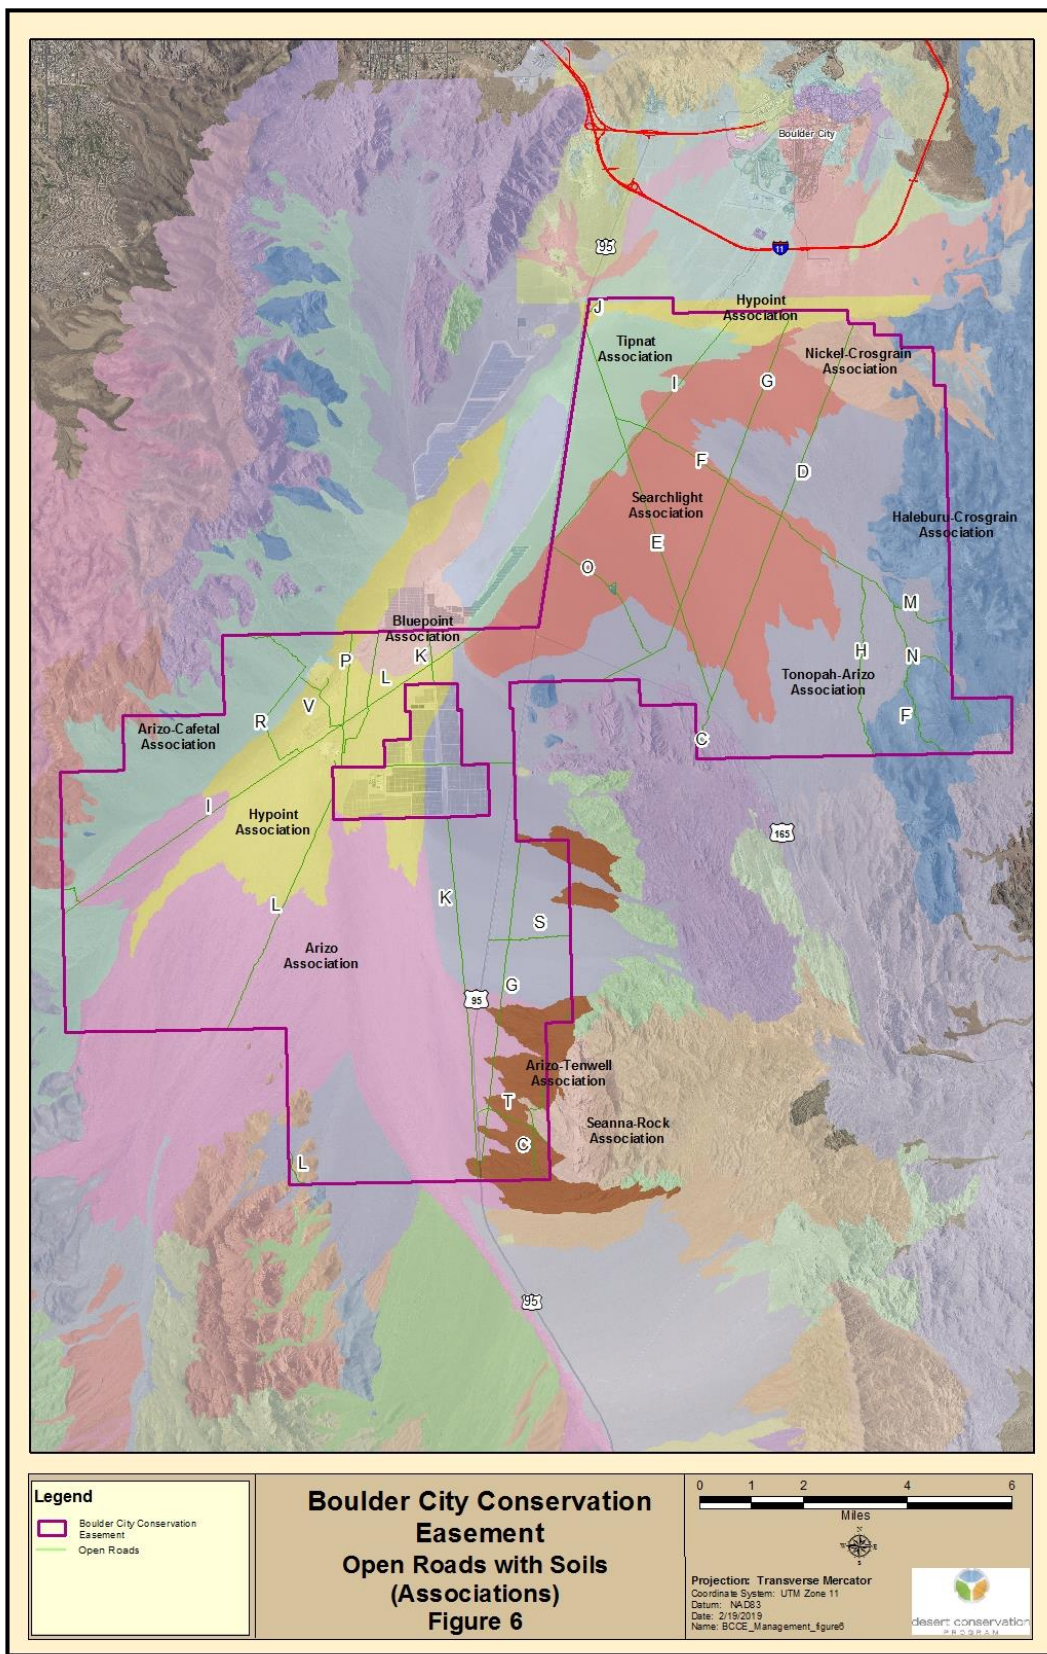 Boulder City
95
11
J
Hypoint
Association
Tipnat
Association
Nickel-Crosgrain
Association
I
G
F
D
Searchlight
Association
Haleburu-Crosgrain
Association
E
O
M
Bluepoint
Association
K
P
L
H
N
Tonopah-Arizo
Association
V
R
F
Arizo-Cafetal
Association
C
I
Hypoint
Association
165
K
L
S
Arizo
Association
G
95
Arizo-Tenwell
Association
T
Seanna-Rock
Association
C
L
95
Legend
Boulder City Conservation
Easement
Open Roads
Boulder City Conservation
Easement
Open Roads with Soils
(Associations)
Figure 6
0 1 2 4 6
Miles
N
W E
S
Projection: Transverse Mercator
Coordinate System: UTM Zone 11
Datum: NAD83
Date: 2/19/2019
Name: BCCE_Management_figure6
desert conservation
PROGRAM